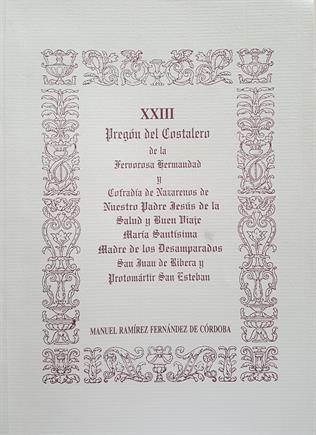 XXIII
Pregón del Costalero
de la
Fervorosa Hermandad
y
Cofradía de Nazarenos de
Nuestro Padre Jesús de la
Salud y Buen Viaje
María Santísima
Madre de los Desamparados
San Juan de Ribera y
Protomártir San Esteban
MANUEL RAMÍREZ FERNÁNDEZ DE CÓRDOBA